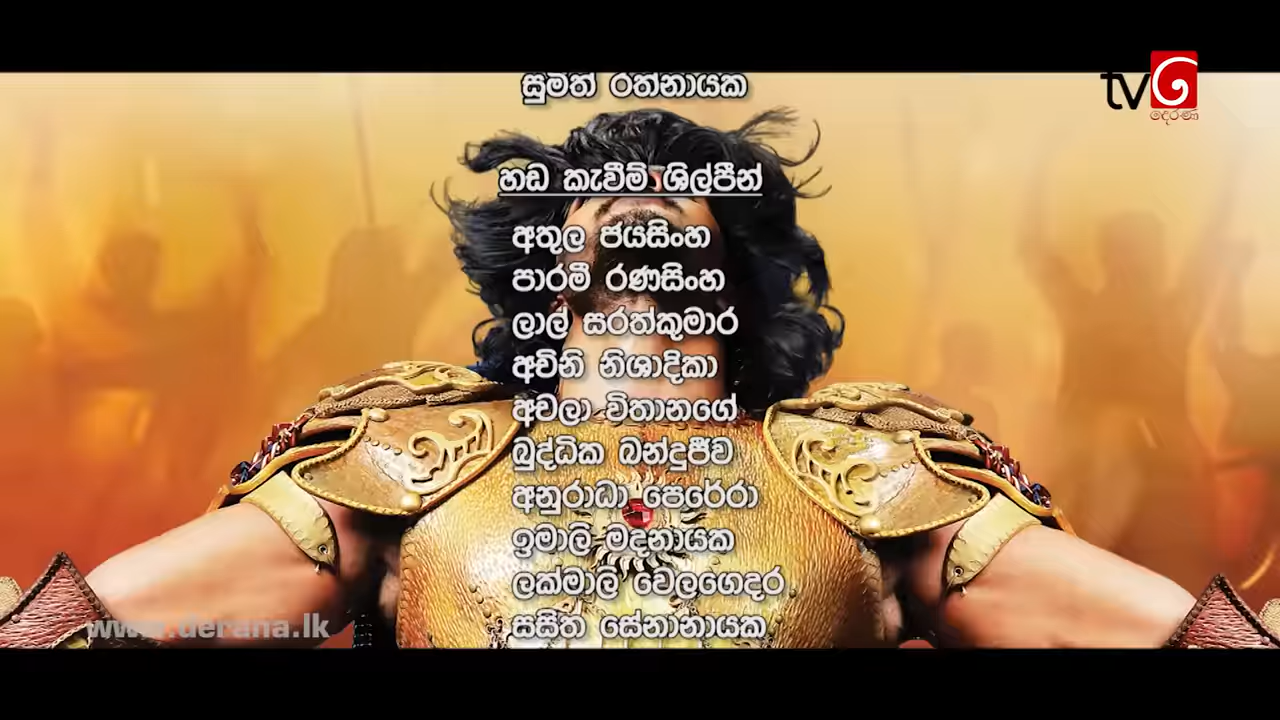 සුමිත් රත්නායක
tv
දෙරණ
හඬ කැවීම් ශිල්පීන්
අතුල ජයසිංහ
පාරමී රණසිංහ
ලාල් සරත්කුමාර
අචිනි නිශාදිකා
අචලා විතානගේ
බුද්ධික බන්දුජීව
අනුරාධා පෙරේරා
ඉමාලි මදනායක
ලක්මාලි වෙලගෙදර
සසිත් සේනානායක
www.derana.lk